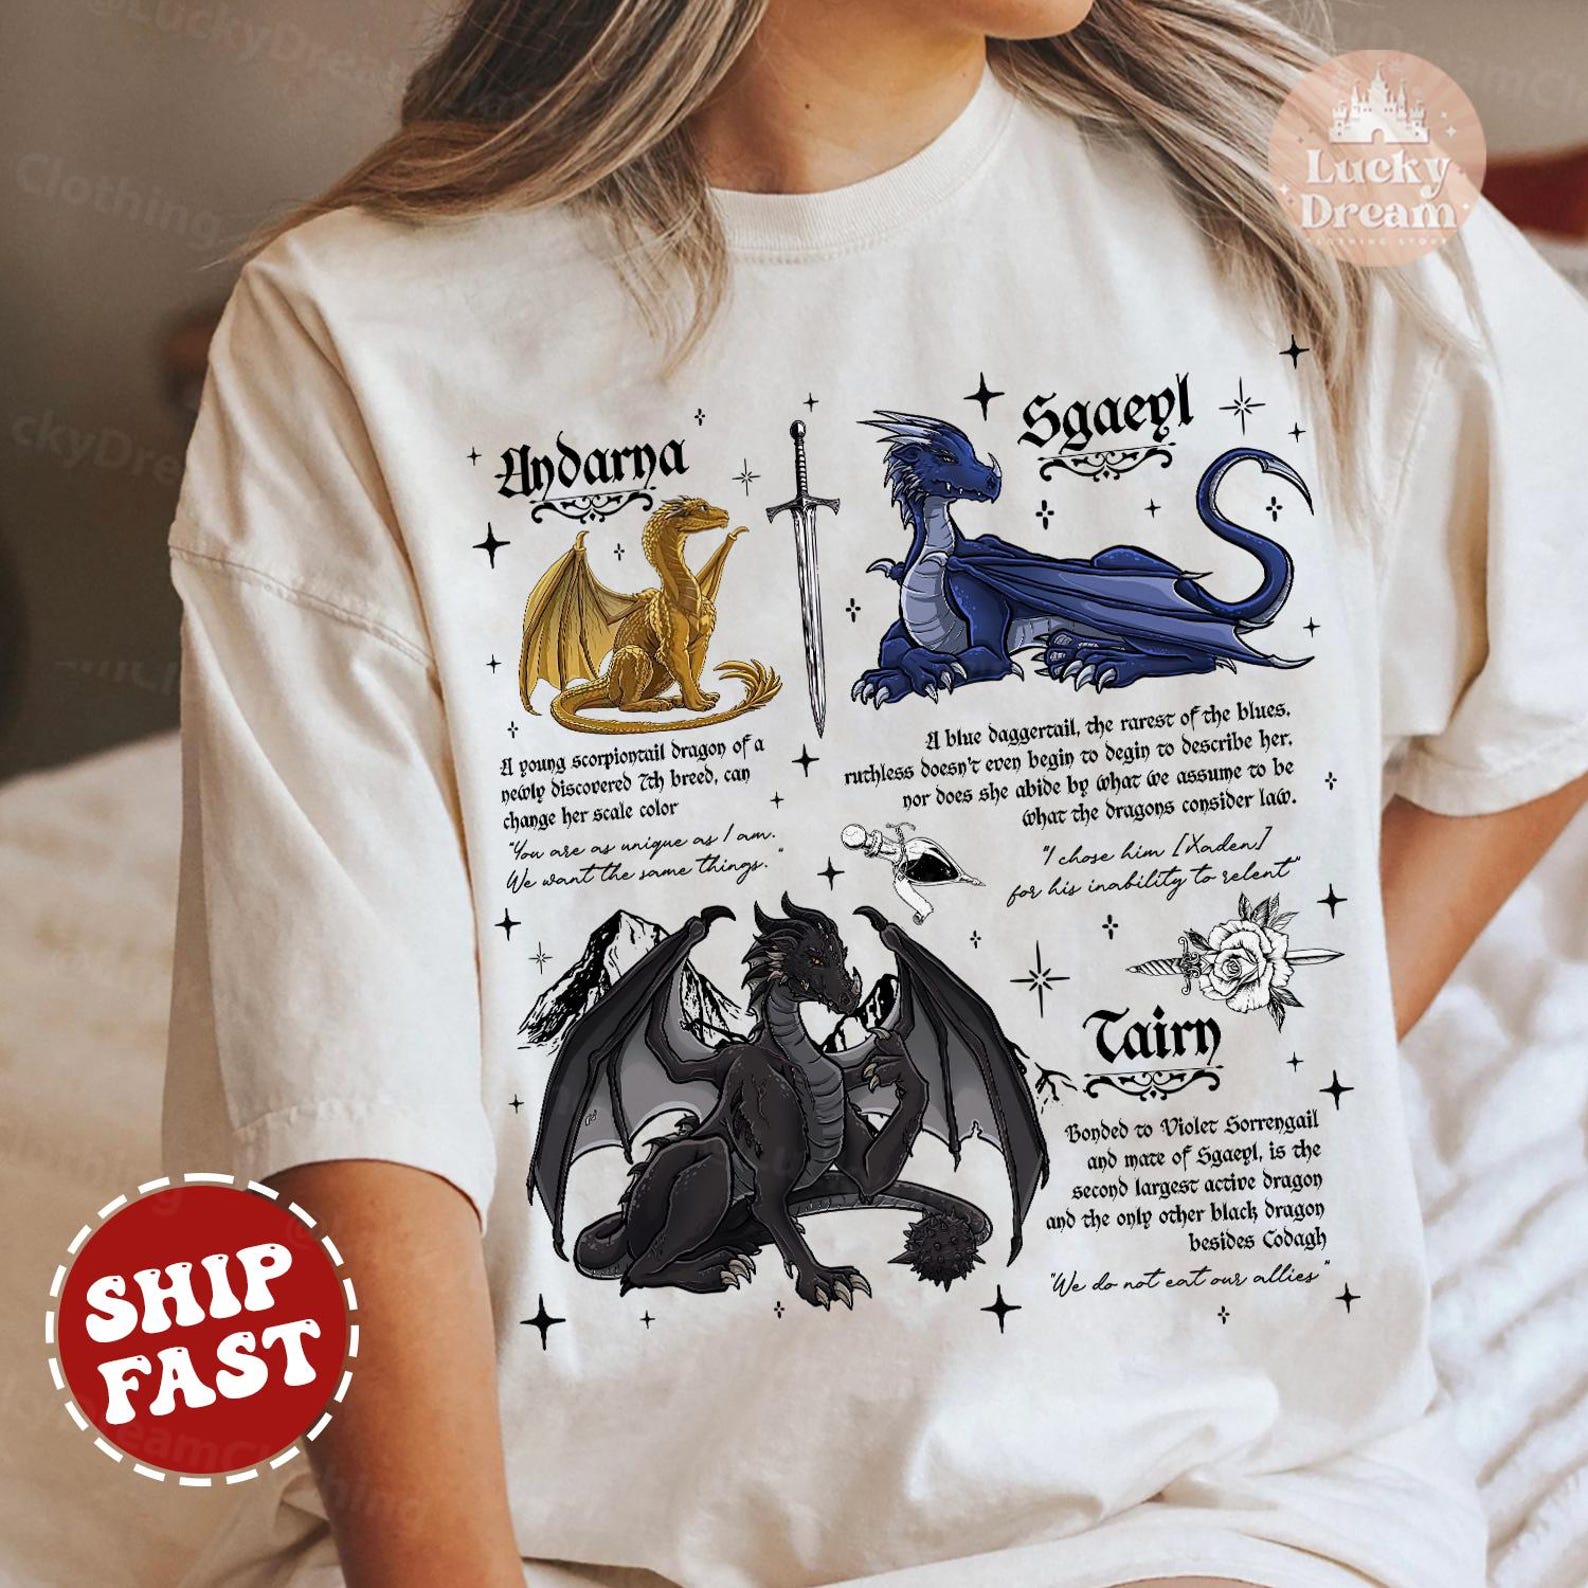 Lucky
Dream
CLOTHING STORE
Andarna
Sgaeyl
A young scorpiontail dragon of a
newly discovered 7th breed, can
change her scale color
"You are as unique as I am.
We want the same things."
A blue daggertail, the rarest of the blues.
ruthless doesn't even begin to begin to describe her.
nor does she abide by what we assume to be
what the dragons consider law.
"I chose him [Xaden]
for his inability to relent"
Tairn
Bonded to Violet Sorrengail
and mate of Sgaeyl, is the
second largest active dragon
and the only other black dragon
besides Codagh
"We do not eat our allies"
SHIP
FAST
Clothing